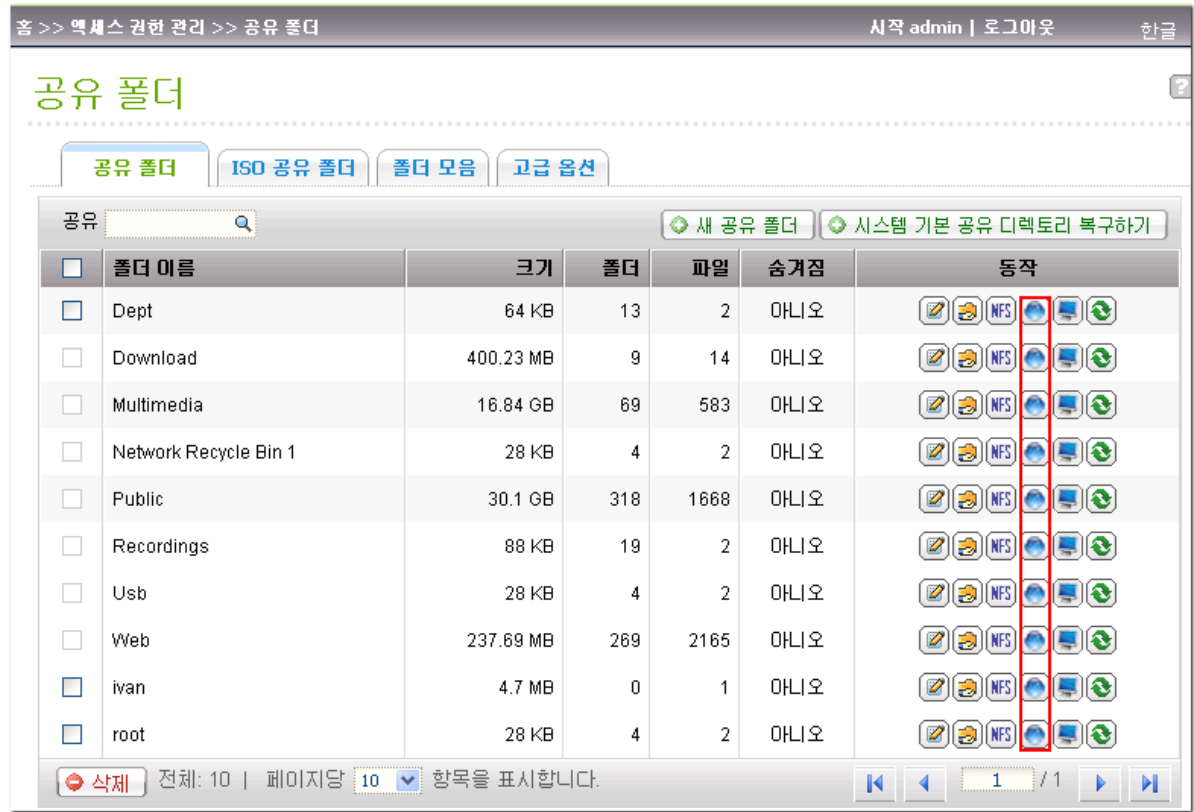 홈 >> 엑세스 권한 관리 >> 공유 폴더 시작 admin | 로그아웃 한글
공유 폴더
?
공유 폴더 ISO 공유 폴더 폴더 모음 고급 옵션
공유 새 공유 폴더 시스템 기본 공유 디렉토리 복구하기
폴더 이름 크기 폴더 파일 숨겨짐 동작
Dept 64 KB 13 2 아니오 NFS
Download 400.23 MB 9 14 아니오 NFS
Multimedia 16.84 GB 69 583 아니오 NFS
Network Recycle Bin 1 28 KB 4 2 아니오 NFS
Public 30.1 GB 318 1668 아니오 NFS
Recordings 88 KB 19 2 아니오 NFS
Usb 28 KB 4 2 아니오 NFS
Web 237.69 MB 269 2165 아니오 NFS
ivan 4.7 MB 0 1 아니오 NFS
root 28 KB 4 2 아니오 NFS
삭제 전체: 10 | 페이지당 10 항목을 표시합니다. 1 / 1